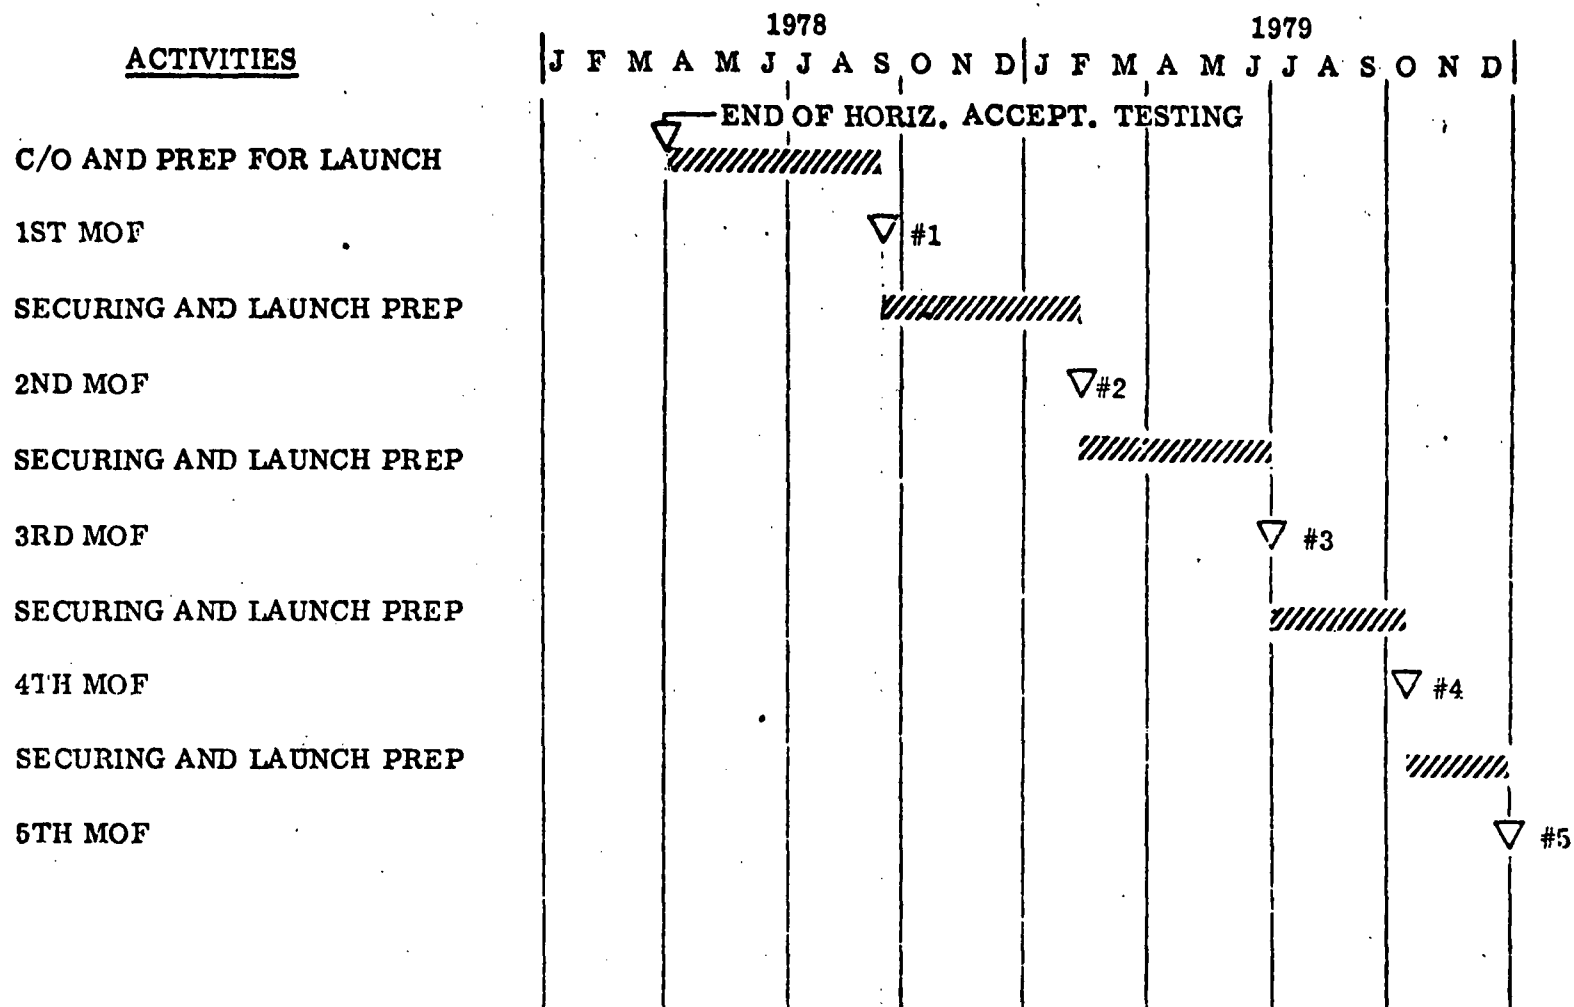 1978 1979
ACTIVITIES J F M A M J J A S O N D J F M A M J J A S O N D
END OF HORIZ. ACCEPT. TESTING
C/O AND PREP FOR LAUNCH
1ST MOF #1
SECURING AND LAUNCH PREP
2ND MOF #2
SECURING AND LAUNCH PREP
3RD MOF #3
SECURING AND LAUNCH PREP
4TH MOF #4
SECURING AND LAUNCH PREP
5TH MOF #5